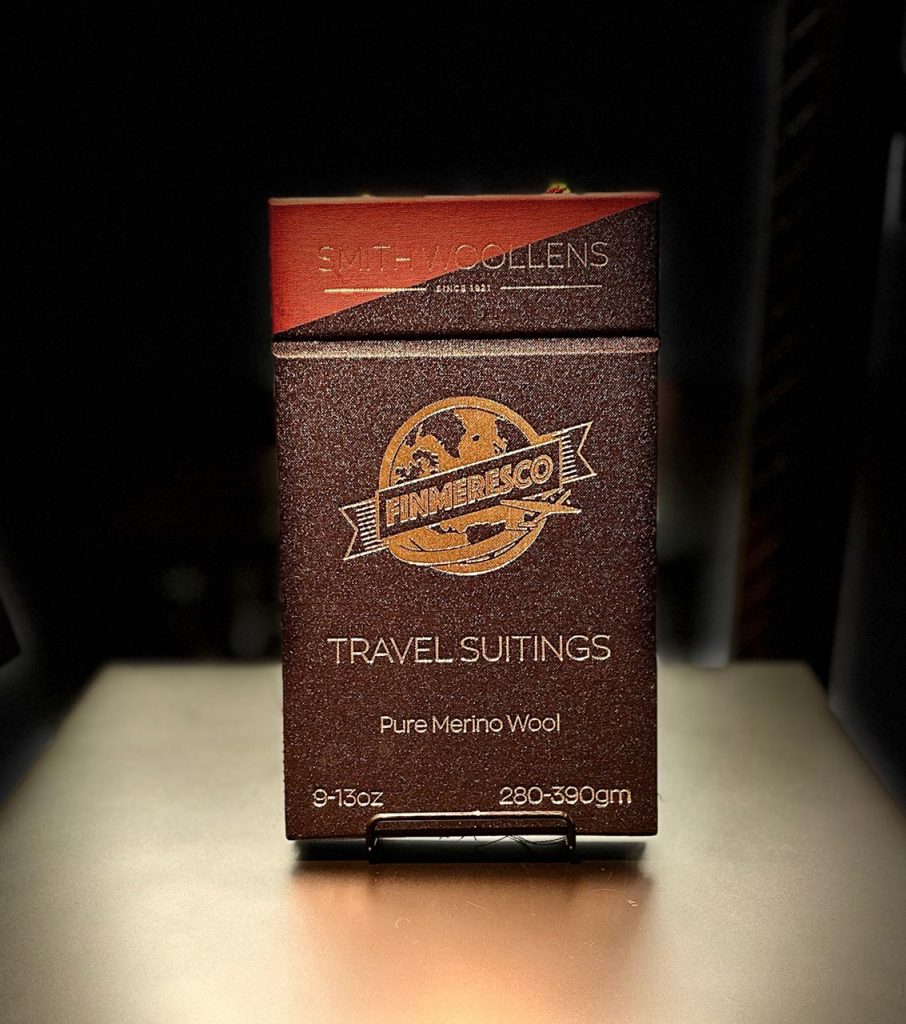 SMITH WOOLLENS
SINCE 1921
FINMERESCO
TRAVEL SUITINGS
Pure Merino Wool
9-13oz
280-390gm